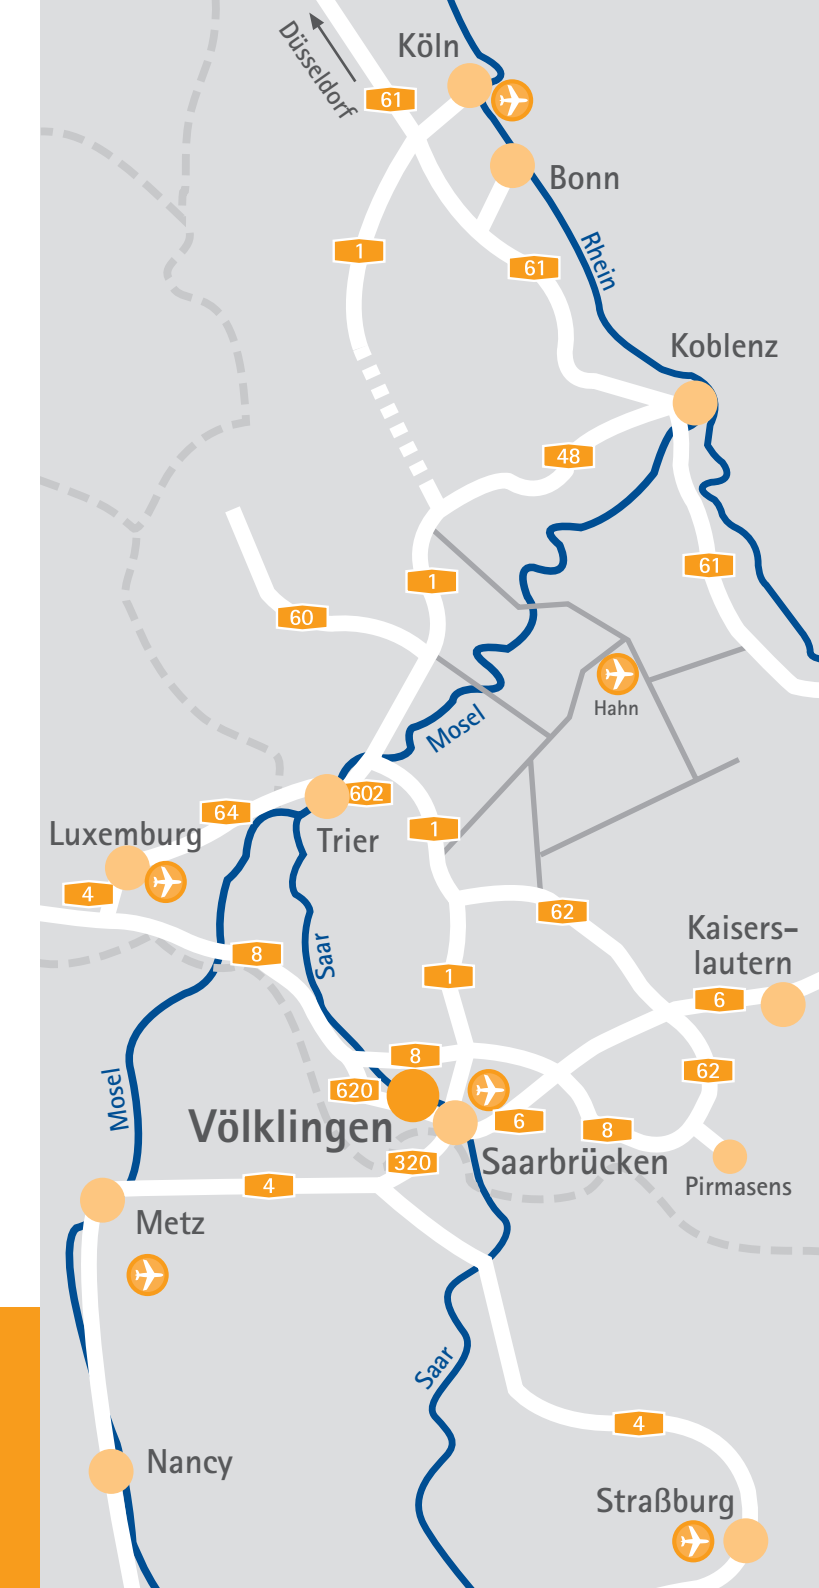 Düsseldorf
Köln
61
Bonn
1
Rhein
61
Koblenz
48
61
1
60
Hahn
Mosel
602
64
Luxemburg
Trier
1
4
62
Kaisers-
lautern
8
Saar
1
6
8
62
620
Mosel
Völklingen
6
8
320
Saarbrücken
4
Pirmasens
Metz
Saar
4
Nancy
Straßburg